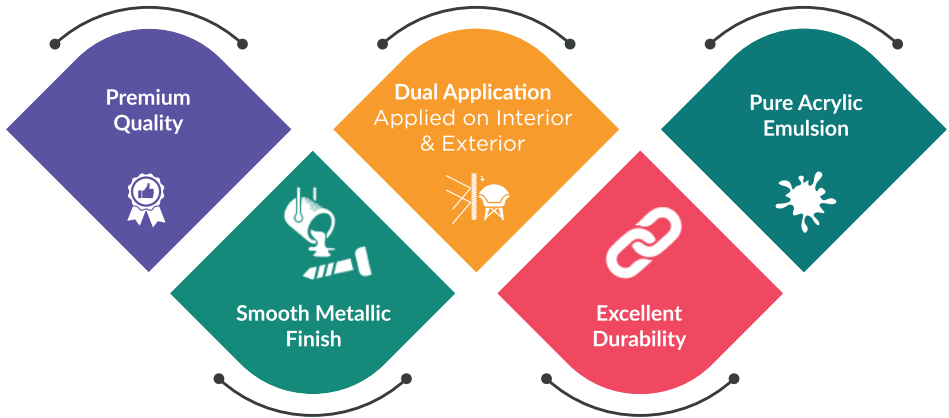 Premium
Quality
Smooth Metallic
Finish
Dual Application
Applied on Interior
& Exterior
Excellent
Durability
Pure Acrylic
Emulsion